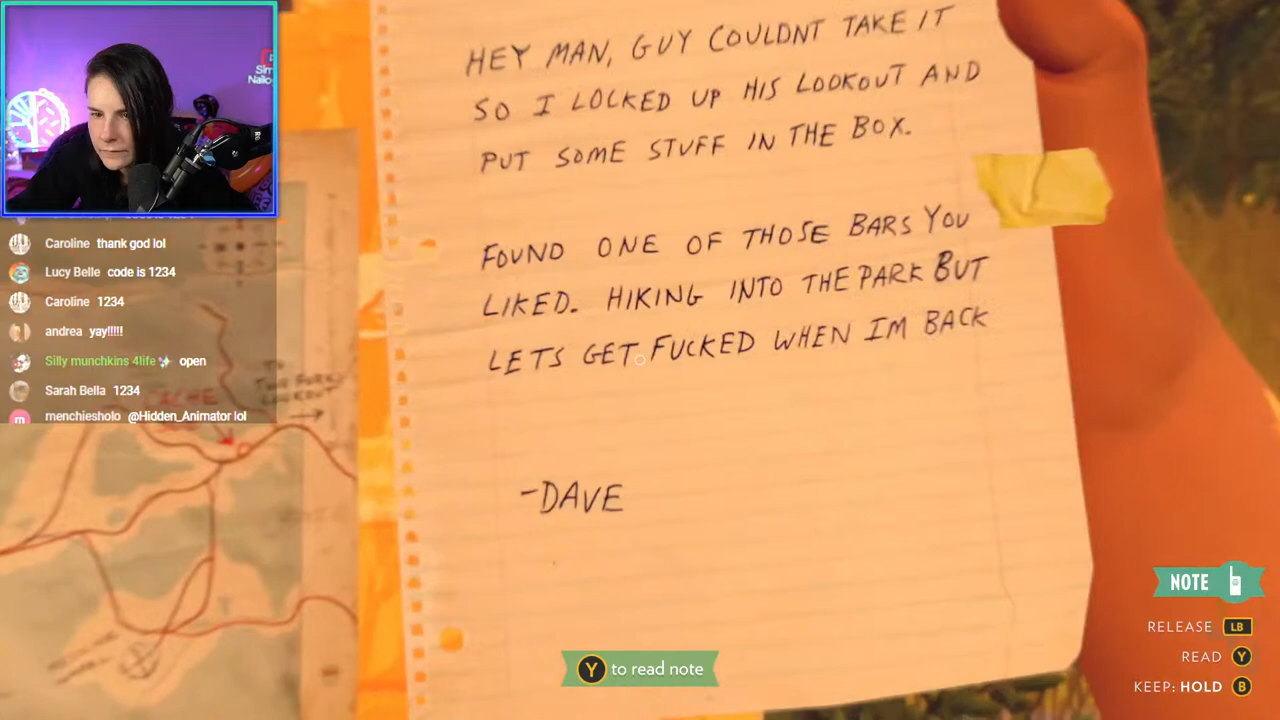 HEY MAN, GUY COULDNT TAKE IT
SO I LOCKED UP HIS LOOKOUT AND
PUT SOME STUFF IN THE BOX.
FOUND ONE OF THOSE BARS YOU
LIKED. HIKING INTO THE PARK BUT
LETS GET FUCKED WHEN IM BACK
-DAVE
Caroline thank god lol
Lucy Belle code is 1234
Caroline 1234
andrea yay!!!!!
Silly munchkins 4life open
Sarah Bella 1234
m menchiesholo @Hidden_Animator lol
CACHE
TO
LOOKOUT
NOTE
RELEASE LB
READ Y
KEEP: HOLD B
Y to read note